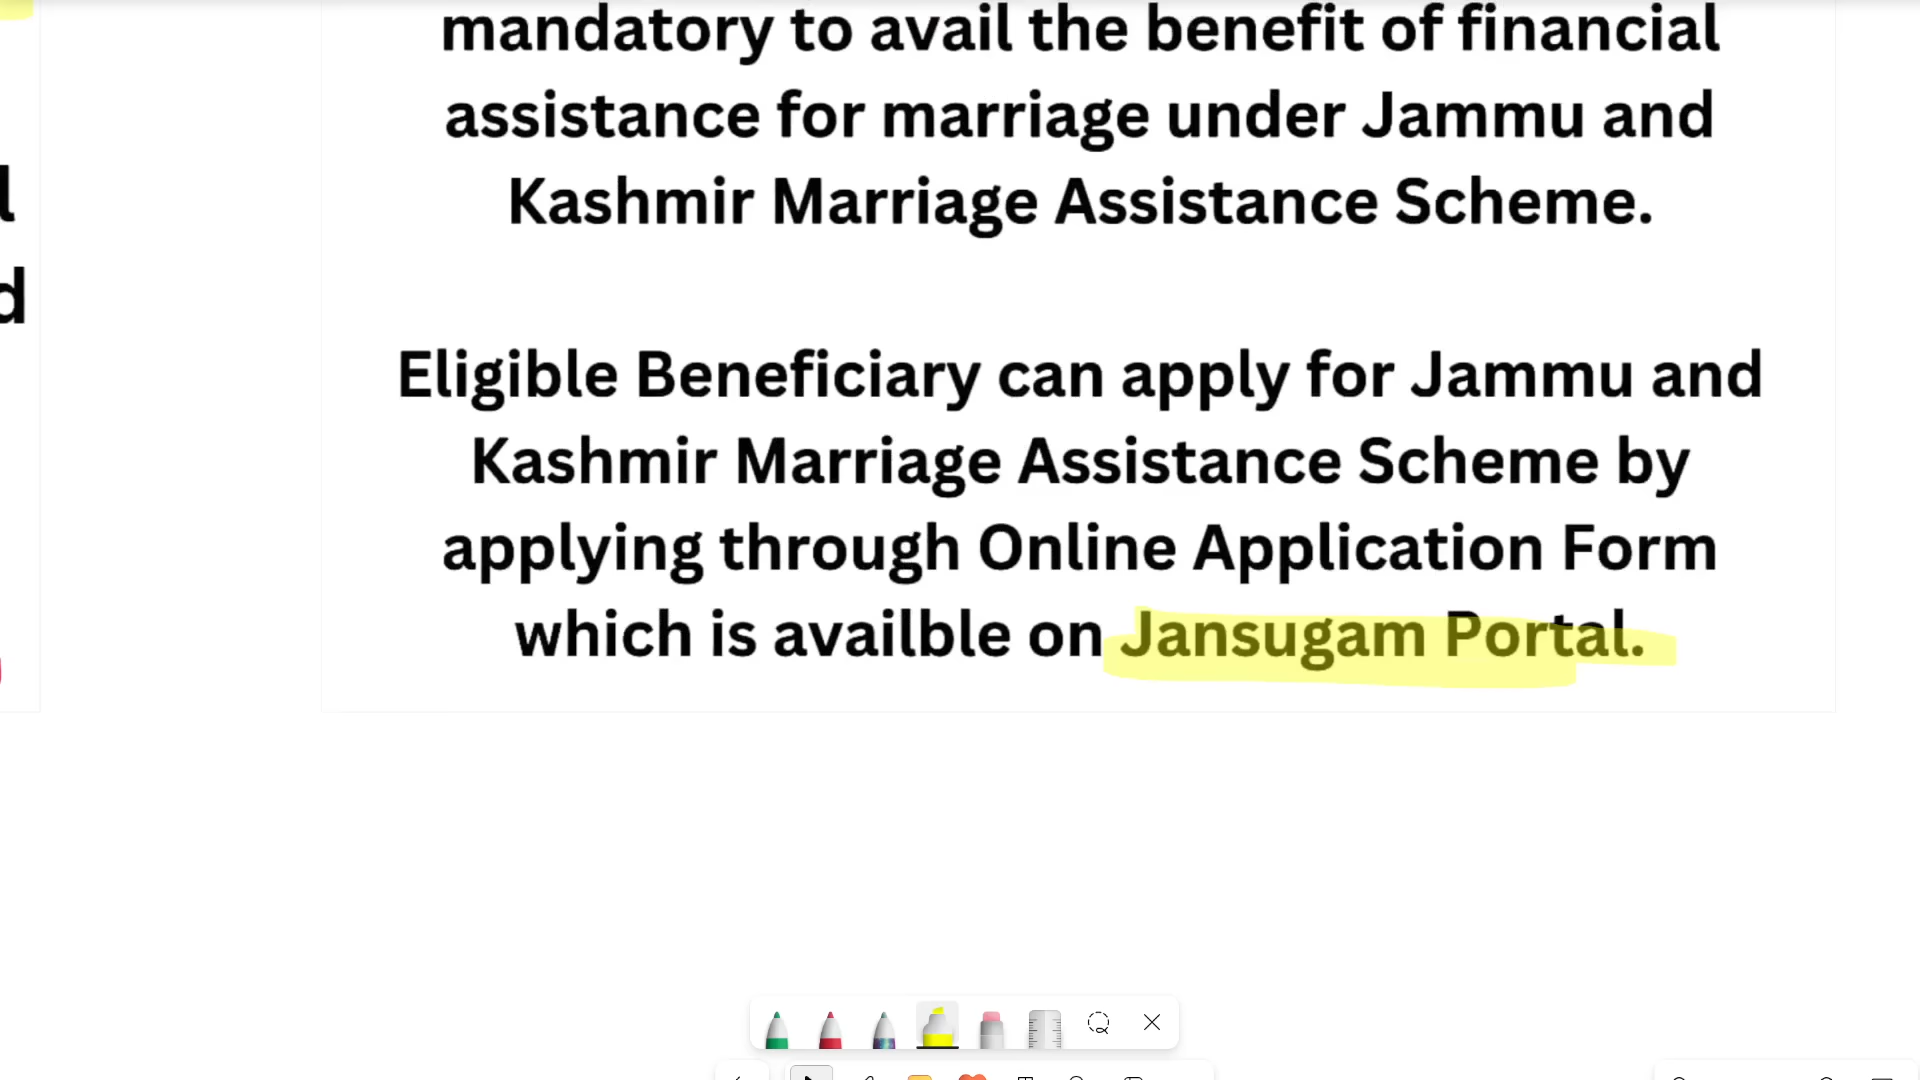 mandatory to avail the benefit of financial
assistance for marriage under Jammu and
Kashmir Marriage Assistance Scheme.
Eligible Beneficiary can apply for Jammu and
Kashmir Marriage Assistance Scheme by
applying through Online Application Form
which is availble on Jansugam Portal.